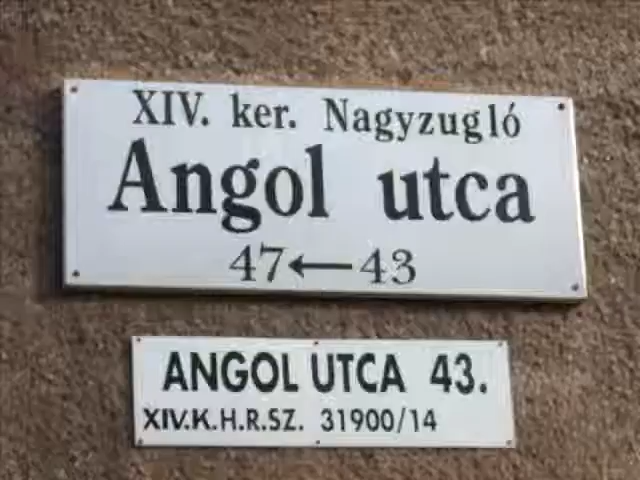 XIV. ker. Nagyzugló
Angol utca
47←43
ANGOL UTCA 43.
XIV.K.H.R.SZ. 31900/14